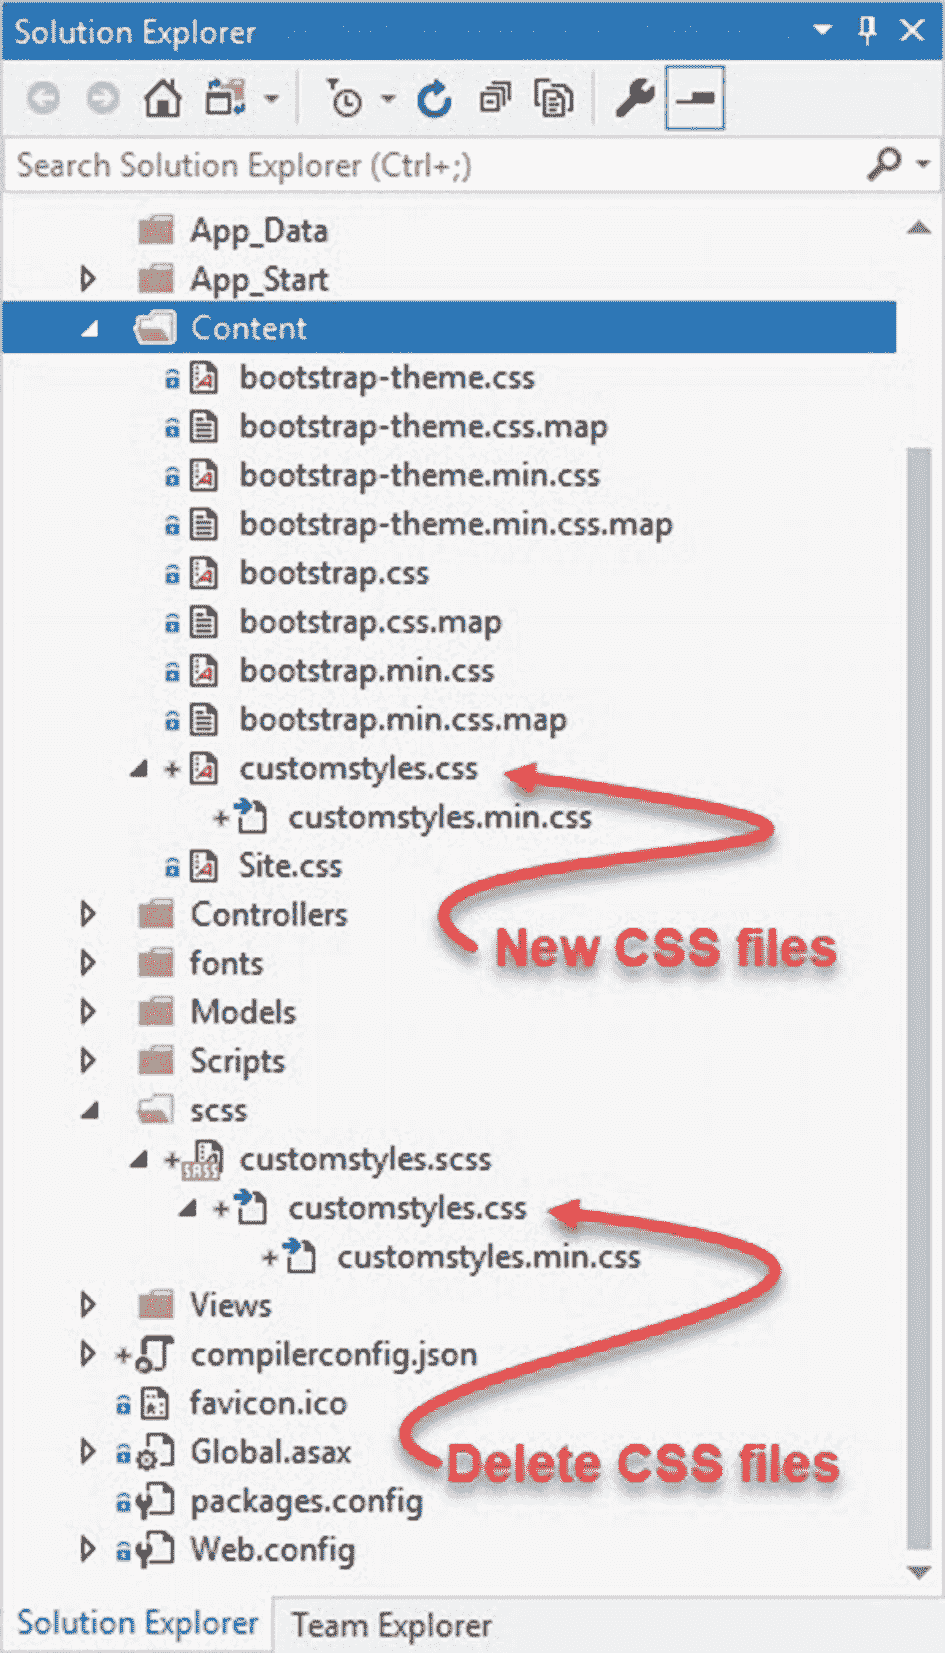 Solution Explorer
Search Solution Explorer (Ctrl+;)
App_Data
App_Start
Content
bootstrap-theme.css
bootstrap-theme.css.map
bootstrap-theme.min.css
bootstrap-theme.min.css.map
bootstrap.css
bootstrap.css.map
bootstrap.min.css
bootstrap.min.css.map
customstyles.css
customstyles.min.css
Site.css
Controllers
New CSS files
fonts
Models
Scripts
scss
SASS
customstyles.scss
customstyles.css
customstyles.min.css
Views
compilerconfig.json
favicon.ico
Global.asax
Delete CSS files
packages.config
Web.config
Solution Explorer
Team Explorer